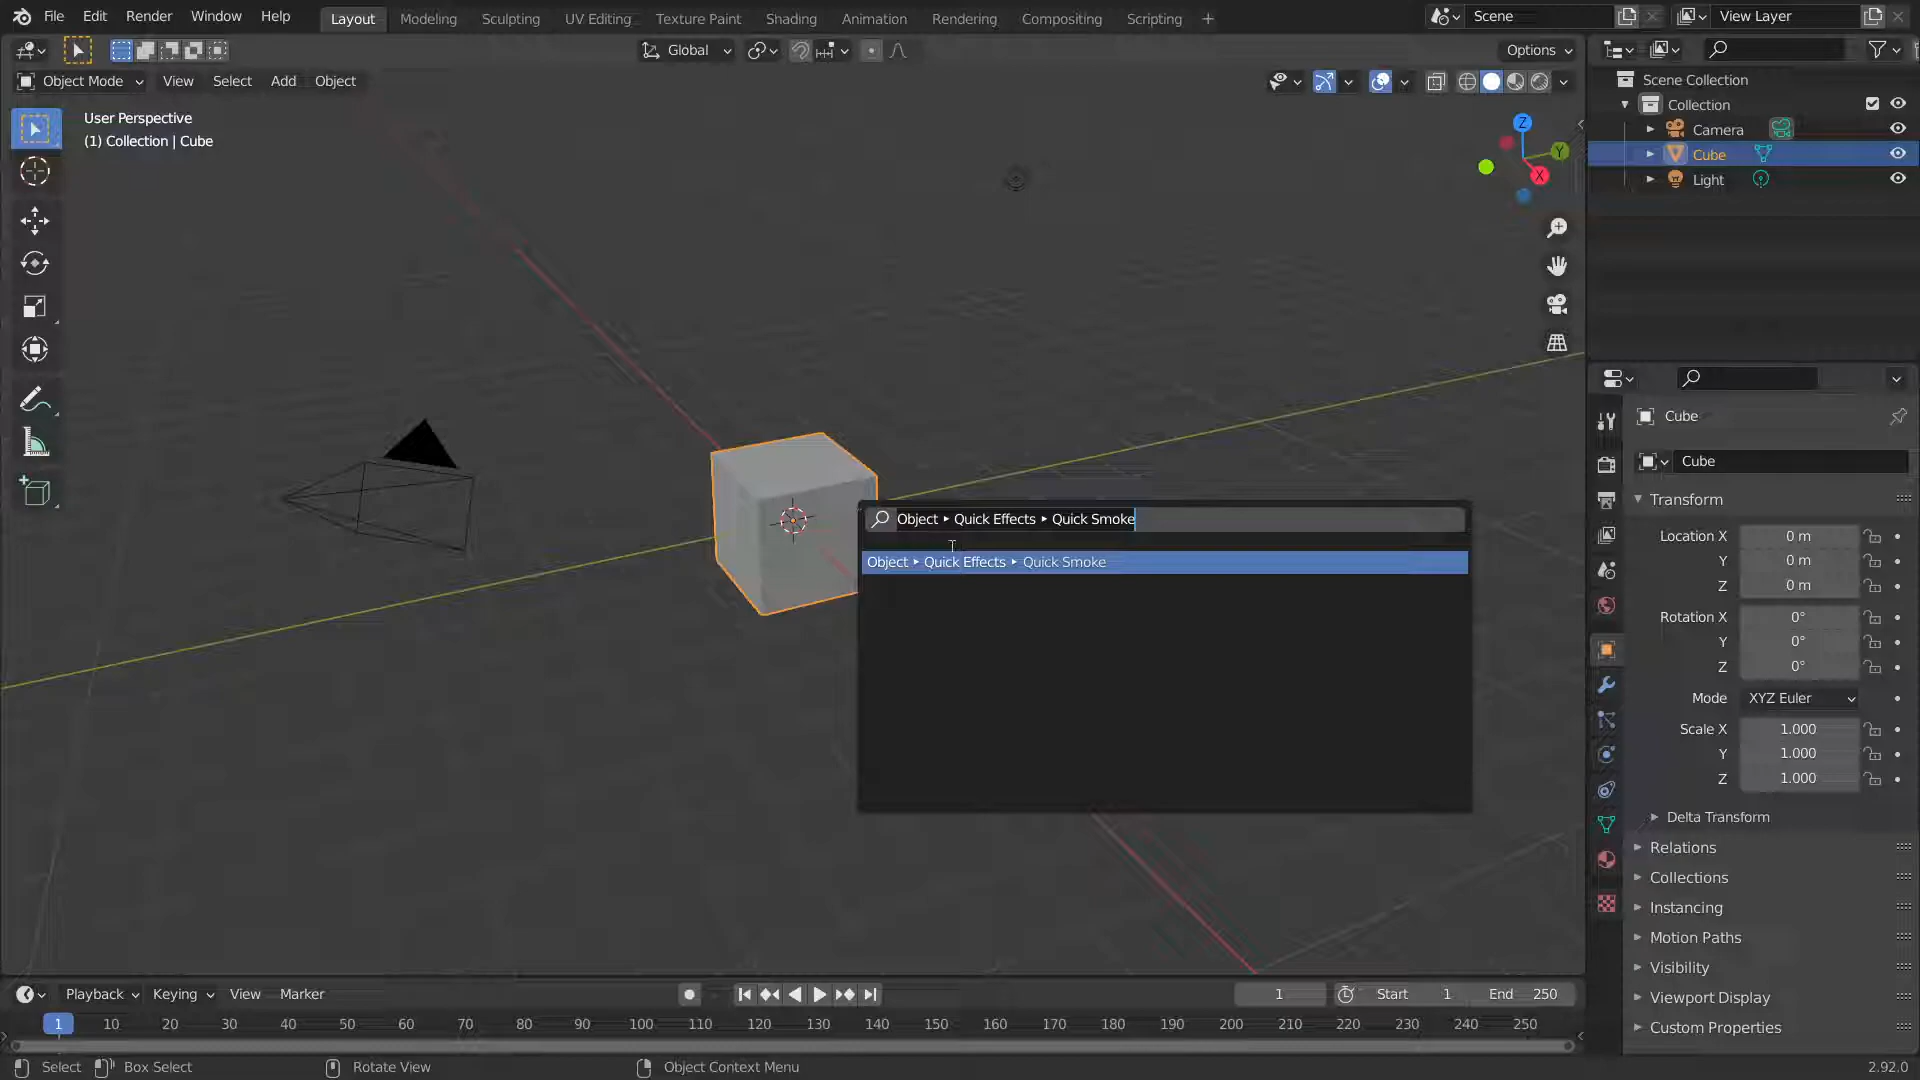 File Edit Render Window Help Layout Modeling Sculpting UV Editing Texture Paint Shading Animation Rendering Compositing Scripting + Scene View Layer
Global Options
Object Mode View Select Add Object
User Perspective
(1) Collection | Cube
Z
Y
X
Scene Collection
Collection
Camera
Cube
Light
Object ▸ Quick Effects ▸ Quick Smoke
Object ▸ Quick Effects ▸ Quick Smoke
Cube
Cube
Transform
Location X 0 m
Y 0 m
Z 0 m
Rotation X 0°
Y 0°
Z 0°
Mode XYZ Euler
Scale X 1.000
Y 1.000
Z 1.000
Delta Transform
Relations
Collections
Instancing
Motion Paths
Visibility
Viewport Display
Custom Properties
Playback Keying View Marker 1 Start 1 End 250
1 10 20 30 40 50 60 70 80 90 100 110 120 130 140 150 160 170 180 190 200 210 220 230 240 250
Select Box Select Rotate View Object Context Menu 2.92.0